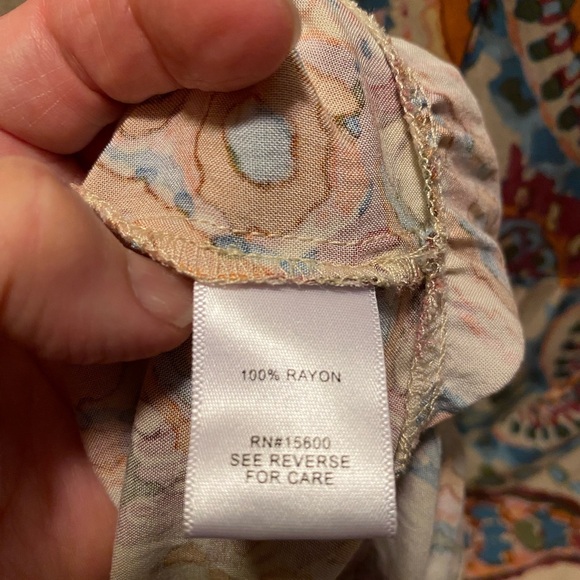 100% RAYON
RN#15600
SEE REVERSE
FOR CARE